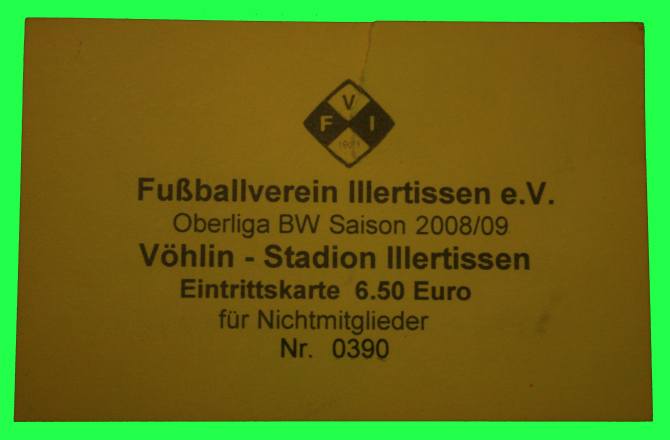 V
F I
Fußballverein Illertissen e.V.
Oberliga BW Saison 2008/09
Vöhlin - Stadion Illertissen
Eintrittskarte 6.50 Euro
für Nichtmitglieder
Nr. 0390